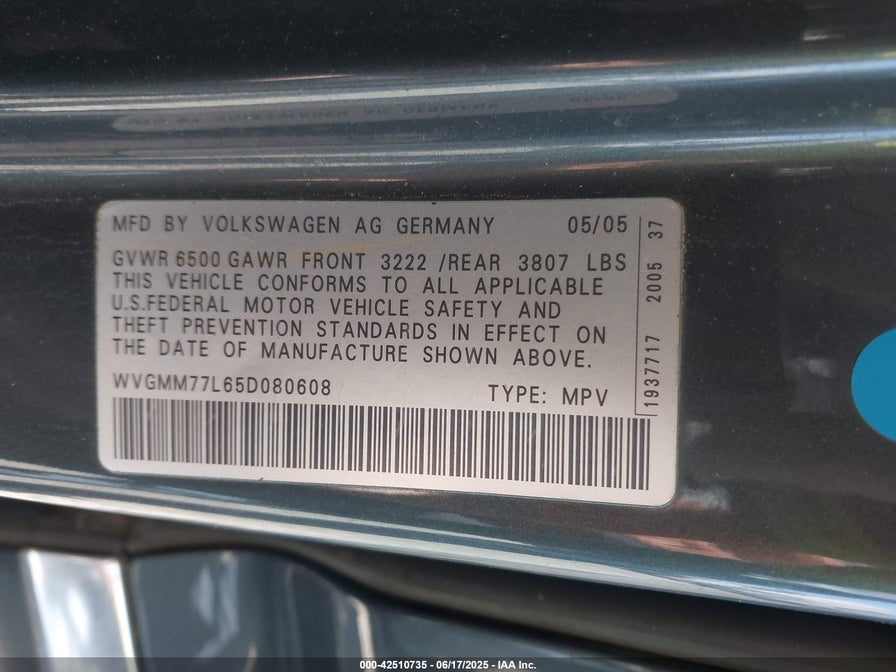 MFD BY VOLKSWAGEN AG GERMANY 05/05
GVWR 6500 GAWR FRONT 3222 /REAR 3807 LBS
THIS VEHICLE CONFORMS TO ALL APPLICABLE
U.S.FEDERAL MOTOR VEHICLE SAFETY AND
THEFT PREVENTION STANDARDS IN EFFECT ON
THE DATE OF MANUFACTURE SHOWN ABOVE.
WVGMM77L65D080608 TYPE: MPV
1937717 2005 37
000-42510735 - 06/17/2025 - IAA Inc.